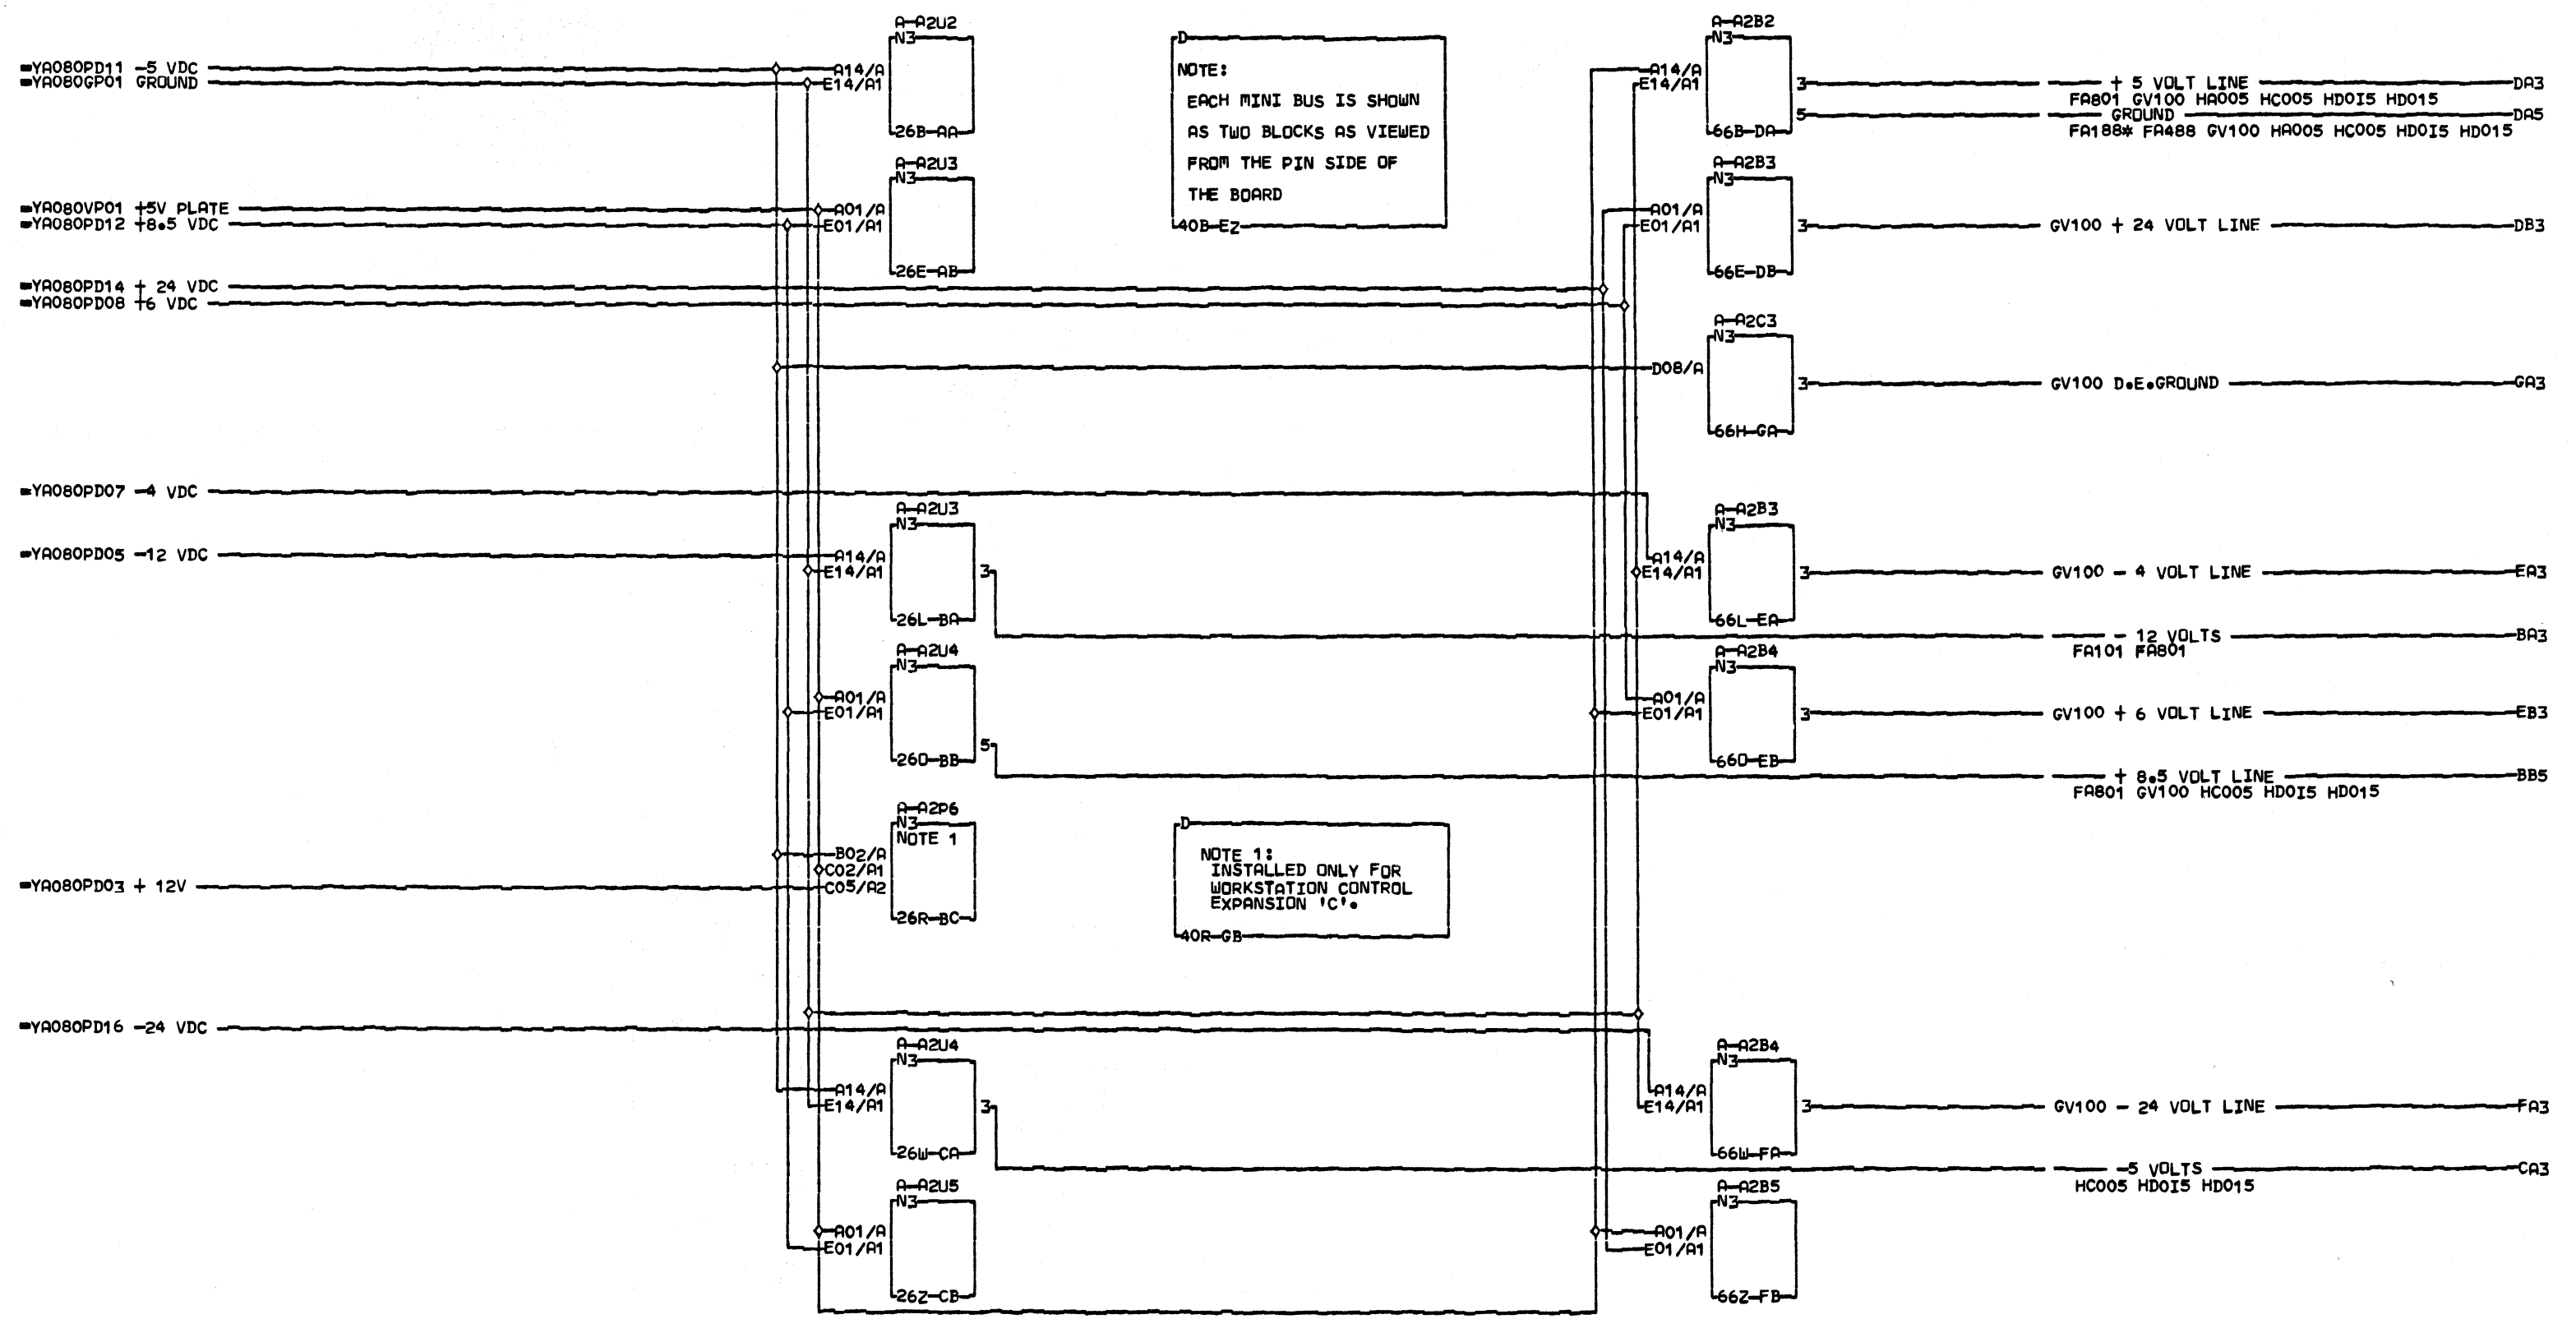 A-A2U2
N3
=YA080PD11 -5 VDC
A14/A
=YA080GP01 GROUND
E14/A1
26B-AA
A-A2U3
N3
=YA080VP01 +5V PLATE
A01/A
=YA080PD12 +8.5 VDC
E01/A1
26E-AB
=YA080PD14 + 24 VDC
=YA080PD08 +6 VDC
=YA080PD07 -4 VDC
A-A2U3
N3
=YA080PD05 -12 VDC
A14/A
E14/A1
3
26L-BA
A-A2U4
N3
A01/A
E01/A1
5
26O-BB
A-A2P6
N3
NOTE 1
B02/A
C02/A1
=YA080PD03 + 12V
C05/A2
26R-BC
=YA080PD16 -24 VDC
A-A2U4
N3
A14/A
E14/A1
3
26W-CA
A-A2U5
N3
A01/A
E01/A1
26Z-CB
D
NOTE:
EACH MINI BUS IS SHOWN
AS TWO BLOCKS AS VIEWED
FROM THE PIN SIDE OF
THE BOARD
40B-EZ
D
NOTE 1:
INSTALLED ONLY FOR
WORKSTATION CONTROL
EXPANSION 'C'.
40R-GB
A-A2B2
N3
A14/A
E14/A1
3
+ 5 VOLT LINE
DA3
FA801 GV100 HA005 HC005 HD0I5 HD015
5
GROUND
DA5
FA188* FA488 GV100 HA005 HC005 HD0I5 HD015
66B-DA
A-A2B3
N3
A01/A
E01/A1
3
GV100 + 24 VOLT LINE
DB3
66E-DB
A-A2C3
N3
D08/A
3
GV100 D.E.GROUND
GA3
66H-GA
A-A2B3
N3
A14/A
E14/A1
3
GV100 - 4 VOLT LINE
EA3
66L-EA
- 12 VOLTS
BA3
FA101 FA801
A-A2B4
N3
A01/A
E01/A1
3
GV100 + 6 VOLT LINE
EB3
66O-EB
+ 8.5 VOLT LINE
BB5
FA801 GV100 HC005 HD0I5 HD015
A-A2B4
N3
A14/A
E14/A1
3
GV100 - 24 VOLT LINE
FA3
66W-FA
-5 VOLTS
CA3
HC005 HD0I5 HD015
A-A2B5
N3
A01/A
E01/A1
66Z-FB